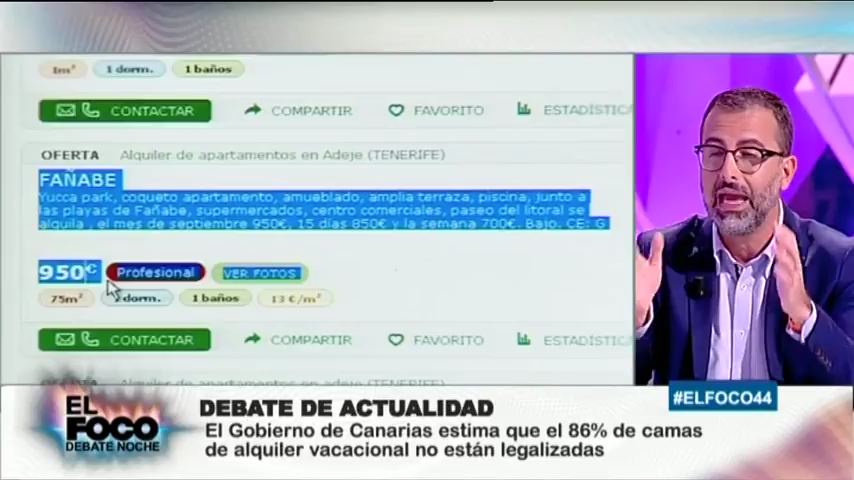 1m²
1 dorm.
1 baños
CONTACTAR
COMPARTIR
FAVORITO
ESTADÍSTICA
OFERTA
Alquiler de apartamentos en Adeje (TENERIFE)
FAÑABE
Yucca park, coqueto apartamento, amueblado, amplia terraza, piscina, junto a
las playas de Fañabe, supermercados, centro comerciales, paseo del litoral se
alquila , el mes de septiembre 950€, 15 días 850€ y la semana 700€. Bajo. CE: G
950€
Profesional
VER FOTOS
75m²
dorm.
1 baños
13 €/m²
CONTACTAR
COMPARTIR
FAVORITO
ESTADÍSTICA
OFERTA
Alquiler de apartamentos en adeje (TENERIFE)
#ELFOCO44
EL
FOCO
DEBATE NOCHE
DEBATE DE ACTUALIDAD
El Gobierno de Canarias estima que el 86% de camas
de alquiler vacacional no están legalizadas